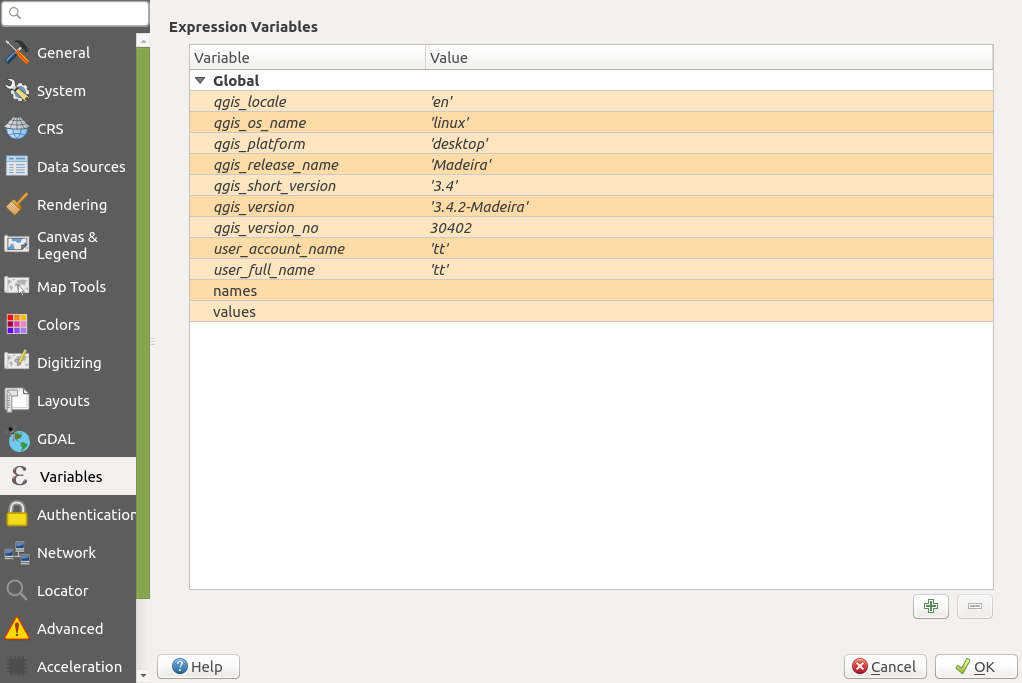 General
System
CRS
Data Sources
Rendering
Canvas &
Legend
Map Tools
Colors
Digitizing
Layouts
GDAL
Variables
Authentication
Network
Locator
Advanced
Acceleration
Expression Variables
Variable Value
Global
qgis_locale 'en'
qgis_os_name 'linux'
qgis_platform 'desktop'
qgis_release_name 'Madeira'
qgis_short_version '3.4'
qgis_version '3.4.2-Madeira'
qgis_version_no 30402
user_account_name 'tt'
user_full_name 'tt'
names
values
Help Cancel OK